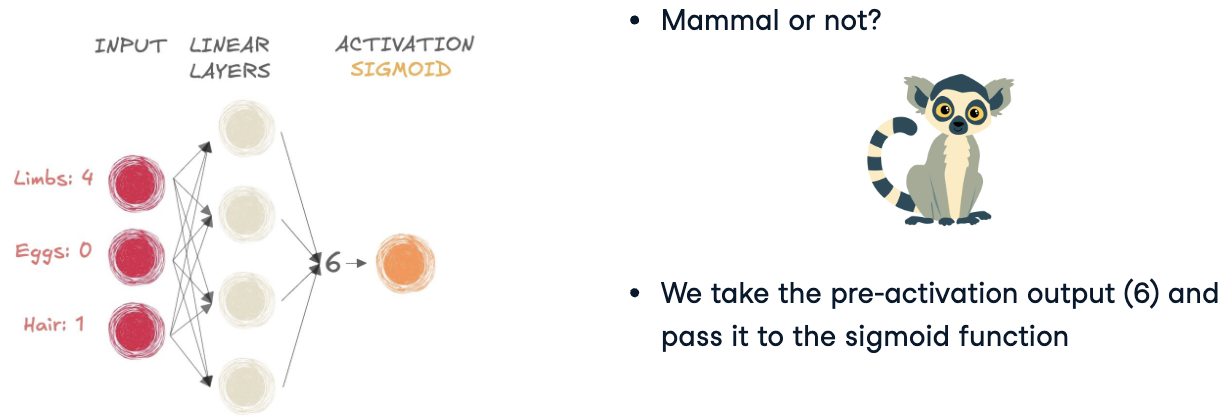 INPUT
LINEAR
LAYERS
ACTIVATION
SIGMOID
Limbs: 4
Eggs: 0
Hair: 1
6
• Mammal or not?
• We take the pre-activation output (6) and
pass it to the sigmoid function